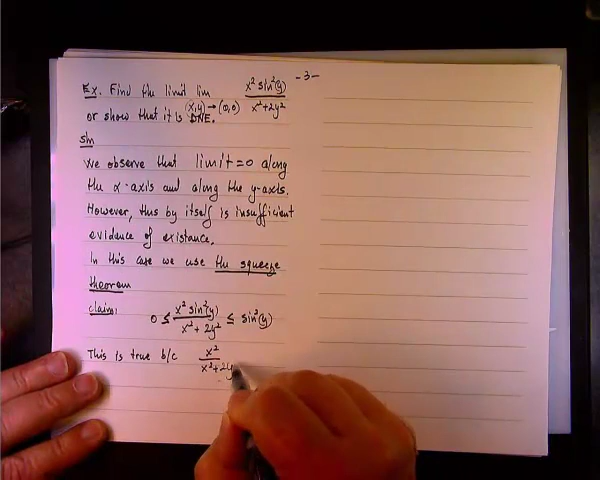 -3-
Ex. Find the limit lim x² sin²(y) / x²+2y²
(x,y)→(0,0)
or show that it is DNE.
Sln
We observe that limit=0 along
the x-axis and along the y-axis.
However, this by itself is insufficient
evidence of existance.
In this case we use the squeeze
theorem
claim:
0 ≤ x² sin²(y) / x²+2y² ≤ sin²(y)
This is true b/c x² / x²+2y